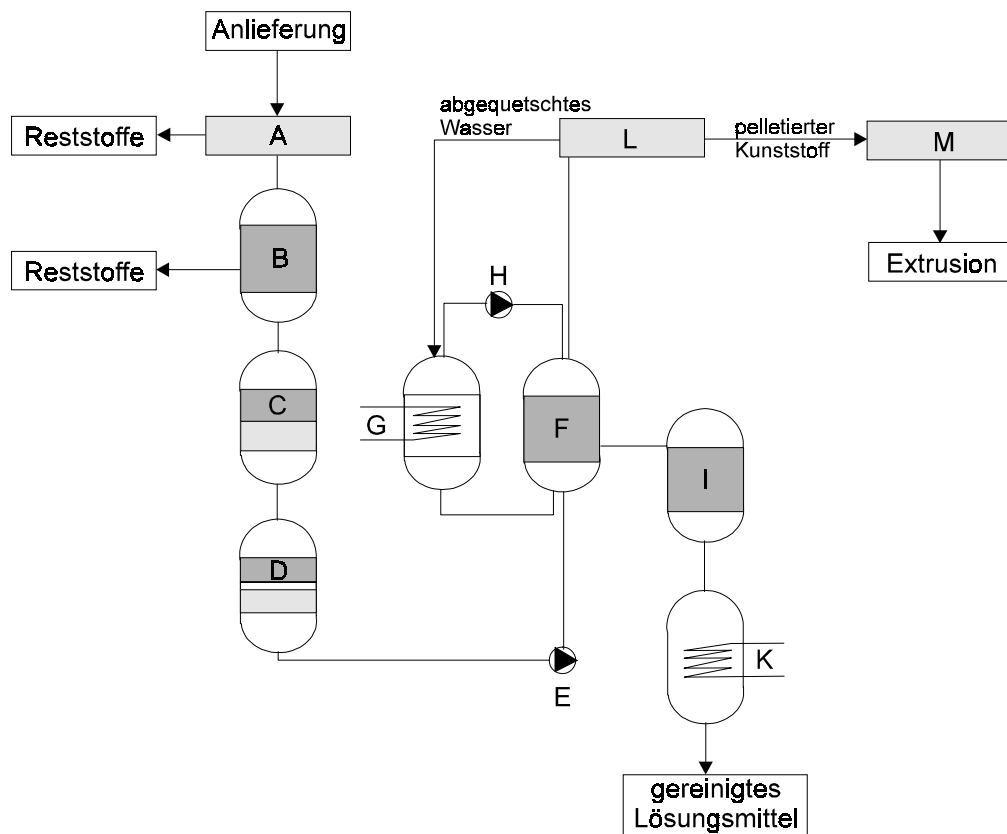 Anlieferung
abgequetschtes
Wasser
pelletierter
Kunststoff
Reststoffe
A
L
M
Reststoffe
B
Extrusion
H
C
G
F
I
D
E
K
gereinigtes
Lösungsmittel